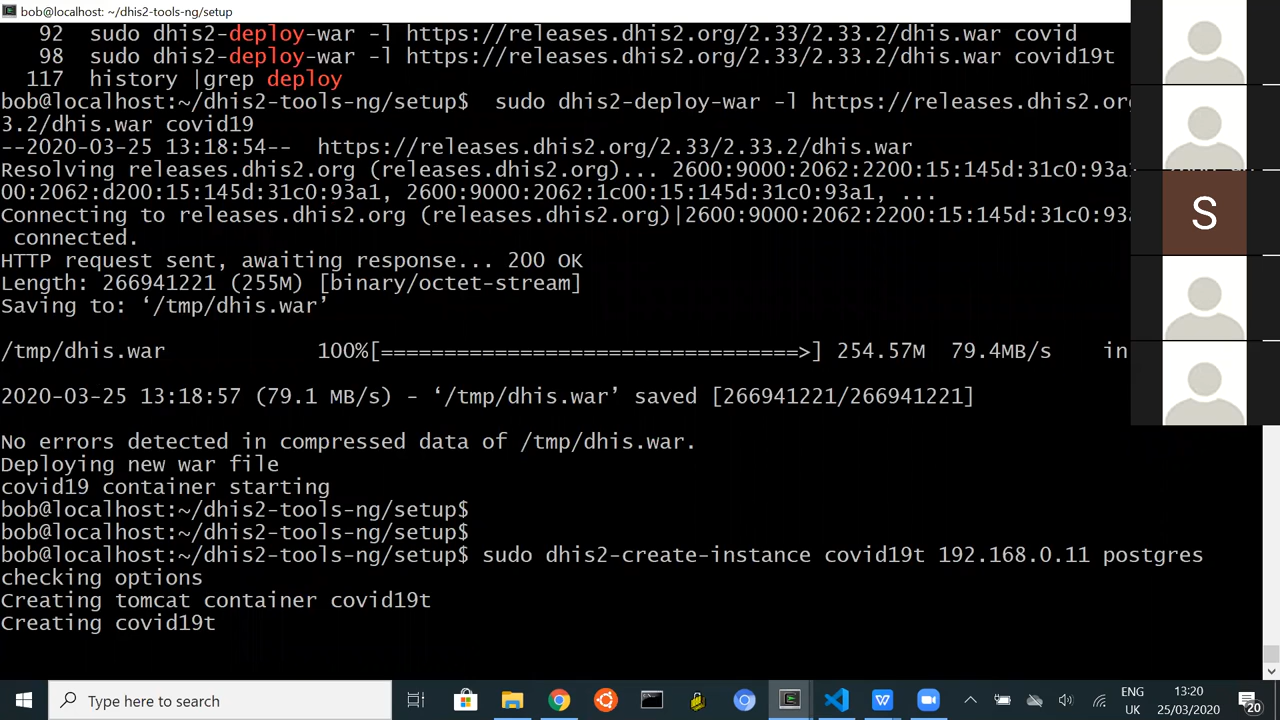 bob@localhost: ~/dhis2-tools-ng/setup
92 sudo dhis2-deploy-war -l https://releases.dhis2.org/2.33/2.33.2/dhis.war covid
98 sudo dhis2-deploy-war -l https://releases.dhis2.org/2.33/2.33.2/dhis.war covid19t
117 history |grep deploy
bob@localhost:~/dhis2-tools-ng/setup$ sudo dhis2-deploy-war -l https://releases.dhis2.or
3.2/dhis.war covid19
--2020-03-25 13:18:54-- https://releases.dhis2.org/2.33/2.33.2/dhis.war
Resolving releases.dhis2.org (releases.dhis2.org)... 2600:9000:2062:2200:15:145d:31c0:93a
00:2062:d200:15:145d:31c0:93a1, 2600:9000:2062:1c00:15:145d:31c0:93a1, ...
Connecting to releases.dhis2.org (releases.dhis2.org)|2600:9000:2062:2200:15:145d:31c0:93a
connected.
HTTP request sent, awaiting response... 200 OK
Length: 266941221 (255M) [binary/octet-stream]
Saving to: ‘/tmp/dhis.war’
/tmp/dhis.war 100%[=================================>] 254.57M 79.4MB/s in
2020-03-25 13:18:57 (79.1 MB/s) - ‘/tmp/dhis.war’ saved [266941221/266941221]
No errors detected in compressed data of /tmp/dhis.war.
Deploying new war file
covid19 container starting
bob@localhost:~/dhis2-tools-ng/setup$
bob@localhost:~/dhis2-tools-ng/setup$
bob@localhost:~/dhis2-tools-ng/setup$ sudo dhis2-create-instance covid19t 192.168.0.11 postgres
checking options
Creating tomcat container covid19t
Creating covid19t
S
Type here to search
ENG
UK
13:20
25/03/2020
20